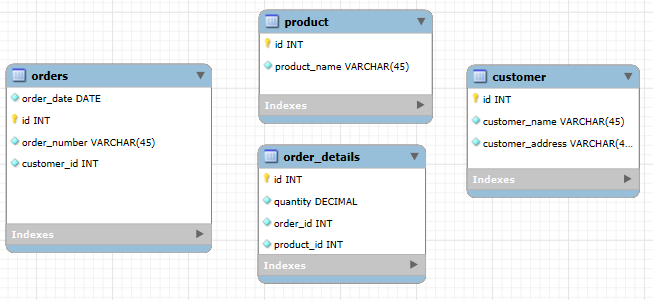 product
id INT
product_name VARCHAR(45)
Indexes
orders
order_date DATE
id INT
order_number VARCHAR(45)
customer_id INT
Indexes
customer
id INT
customer_name VARCHAR(45)
customer_address VARCHAR(4...
Indexes
order_details
id INT
quantity DECIMAL
order_id INT
product_id INT
Indexes